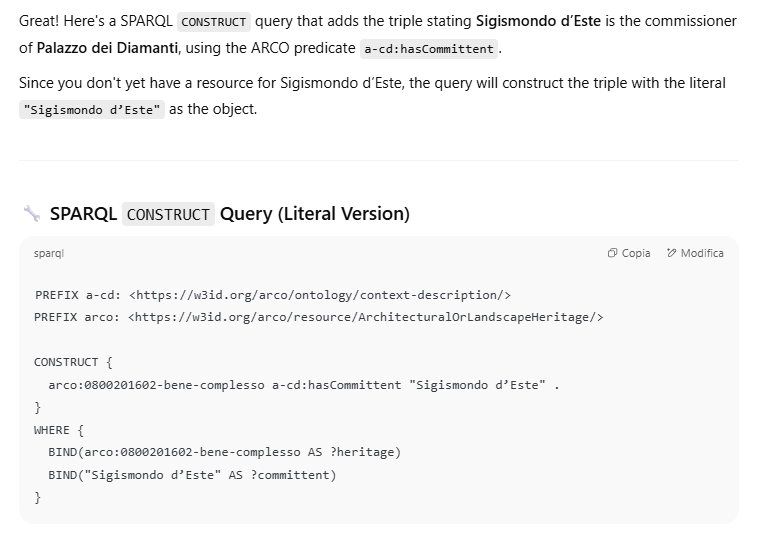 Great! Here's a SPARQL CONSTRUCT query that adds the triple stating Sigismondo d’Este is the commissioner
of Palazzo dei Diamanti, using the ARCO predicate a-cd:hasCommittent .
Since you don't yet have a resource for Sigismondo d’Este, the query will construct the triple with the literal
"Sigismondo d’Este" as the object.
SPARQL CONSTRUCT Query (Literal Version)
sparql Copia Modifica
PREFIX a-cd: <https://w3id.org/arco/ontology/context-description/>
PREFIX arco: <https://w3id.org/arco/resource/ArchitecturalOrLandscapeHeritage/>
CONSTRUCT {
  arco:0800201602-bene-complesso a-cd:hasCommittent "Sigismondo d’Este" .
}
WHERE {
  BIND(arco:0800201602-bene-complesso AS ?heritage)
  BIND("Sigismondo d’Este" AS ?committent)
}